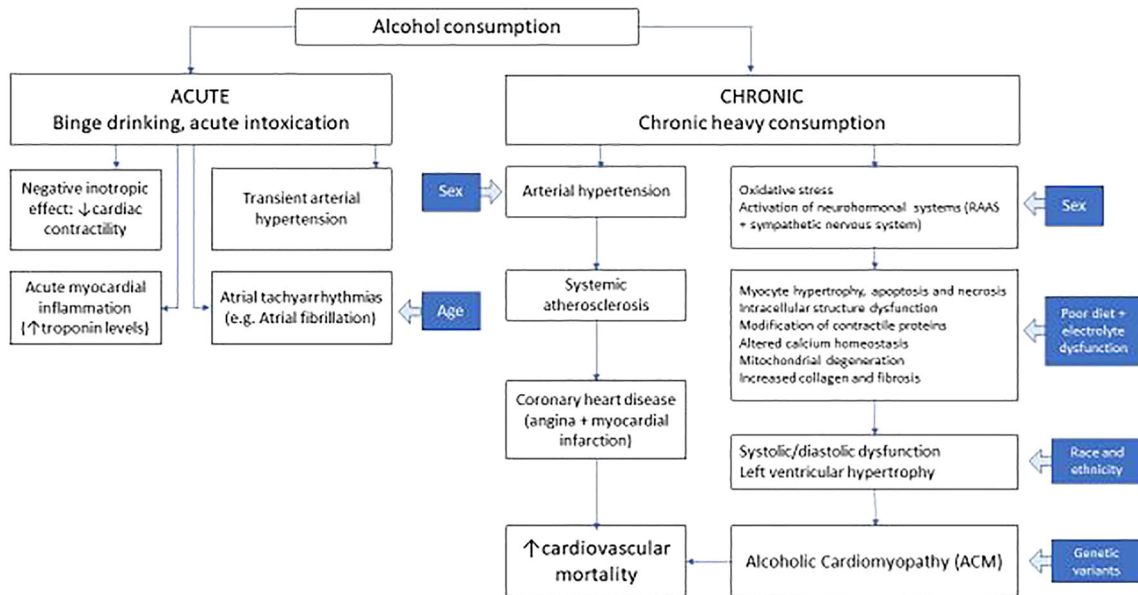 Alcohol consumption
ACUTE
Binge drinking, acute intoxication
CHRONIC
Chronic heavy consumption
Negative inotropic
effect: ↓cardiac
contractility
Transient arterial
hypertension
Sex
Arterial hypertension
Oxidative stress
Activation of neurohormonal systems (RAAS
+ sympathetic nervous system)
Sex
Acute myocardial
inflammation
(↑troponin levels)
Atrial tachyarrhythmias
(e.g. Atrial fibrillation)
Age
Systemic
atherosclerosis
Myocyte hypertrophy, apoptosis and necrosis
Intracellular structure dysfunction
Modification of contractile proteins
Altered calcium homeostasis
Mitochondrial degeneration
Increased collagen and fibrosis
Poor diet +
electrolyte
dysfunction
Coronary heart disease
(angina + myocardial
infarction)
Systolic/diastolic dysfunction
Left ventricular hypertrophy
Race and
ethnicity
↑cardiovascular
mortality
Alcoholic Cardiomyopathy (ACM)
Genetic
variants